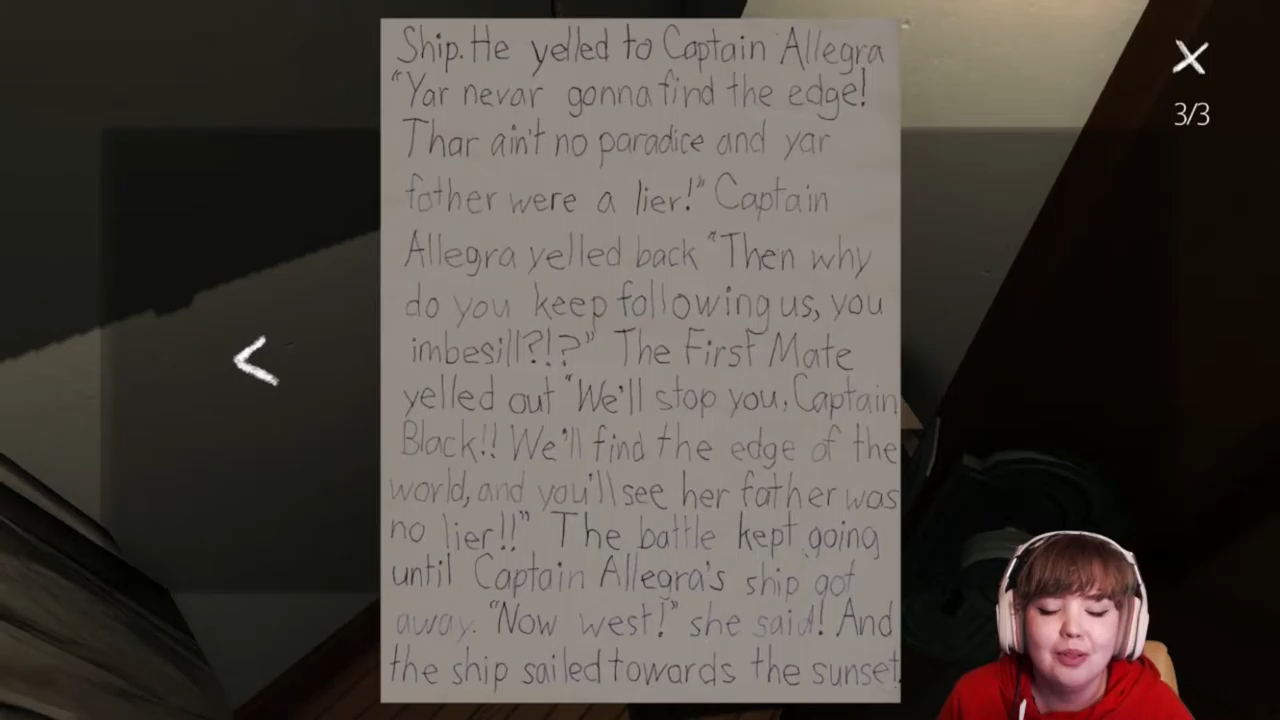 Ship. He yelled to Captain Allegra
"Yar nevar gonna find the edge!
Thar ain't no paradice and yar
father were a lier!" Captain
Allegra yelled back "Then why
do you keep following us, you
imbesill?!?" The First Mate
yelled out "We'll stop you, Captain
Black!! We'll find the edge of the
world, and you'll see her father was
no lier!!" The battle kept going
until Captain Allegra's ship got
away. "Now west!" she said! And
the ship sailed towards the sunset.
3/3